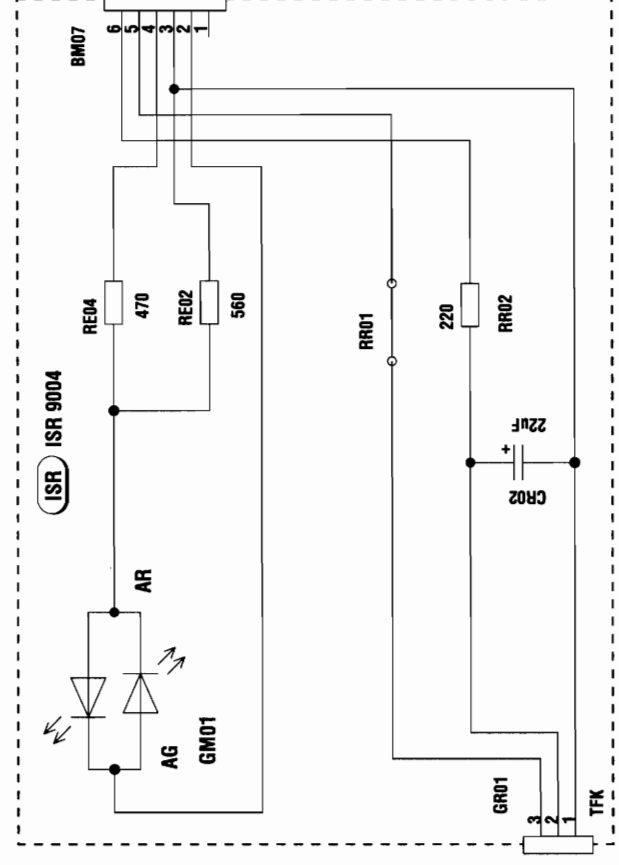 BM07
6
5
4
3
2
1
RE04
470
RE02
560
RR01
220
RR02
ISR
ISR 9004
+
22uF
CR02
AR
AG
GM01
GR01
3
2
1
TFK